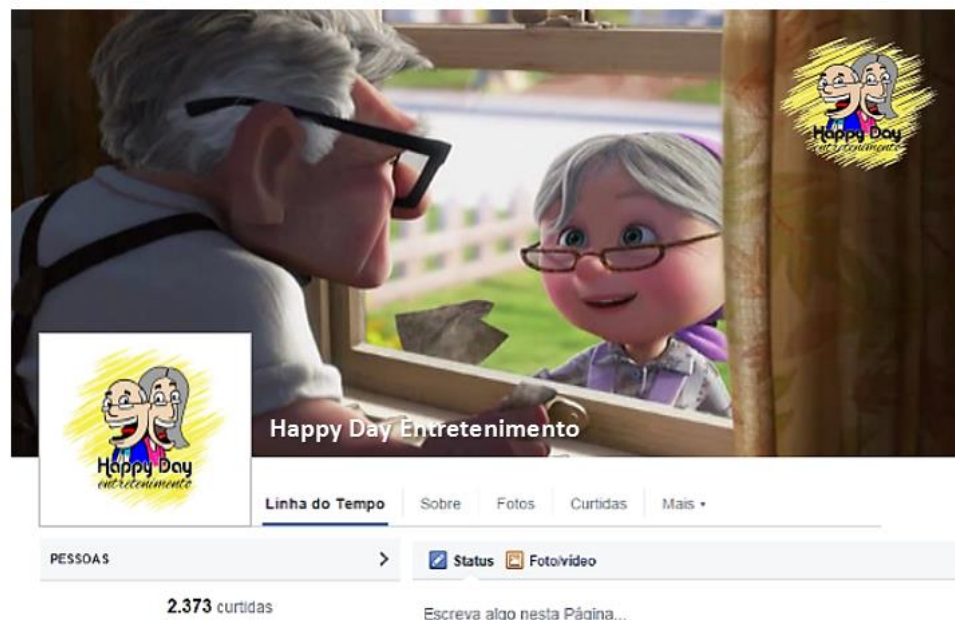 Happy Day
entretenimento
Happy Day Entretenimento
Happy Day
entretenimento
Linha do Tempo Sobre Fotos Curtidas Mais
PESSOAS
Status Foto/vídeo
2.373 curtidas
Escreva algo nesta Página...